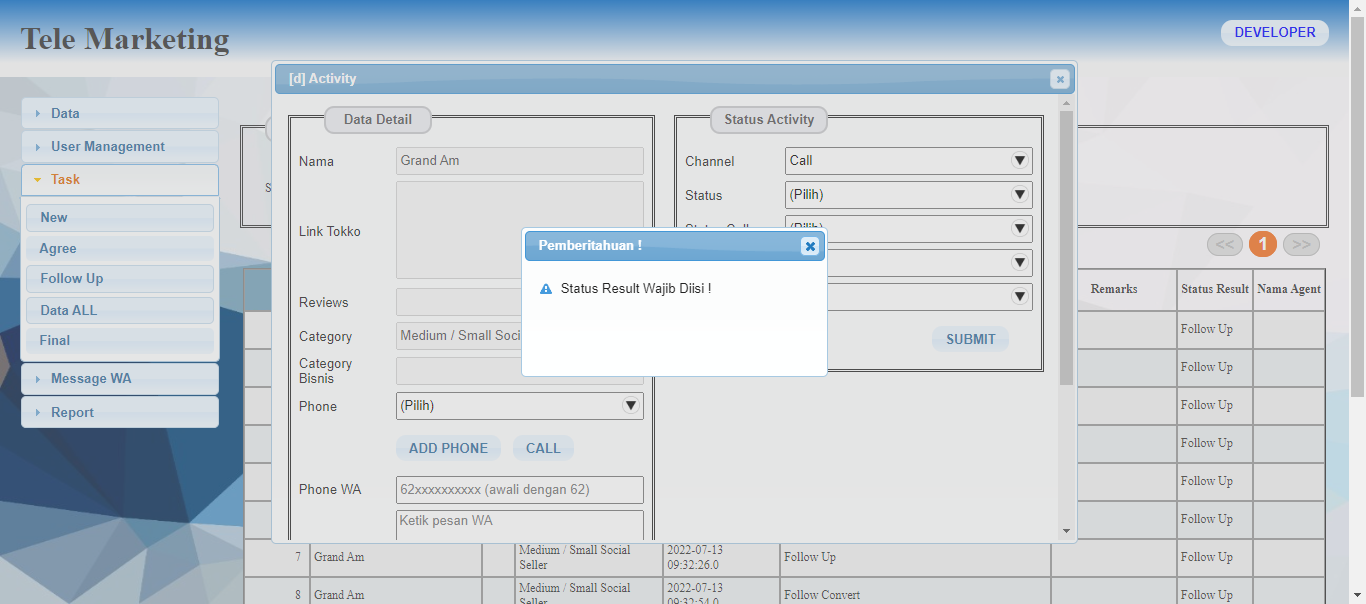 Tele Marketing
DEVELOPER
Data
User Management
Task
New
Agree
Follow Up
Data ALL
Final
Message WA
Report
[d] Activity
Data Detail
Nama
Grand Am
Link Tokko
Reviews
Category
Medium / Small Soci
Category
Bisnis
Phone
(Pilih)
ADD PHONE
CALL
Phone WA
62xxxxxxxxxx (awali dengan 62)
Ketik pesan WA
Status Activity
Channel
Call
Status
(Pilih)
SUBMIT
Pemberitahuan !
Status Result Wajib Diisi !
<<
1
>>
Remarks
Status Result
Nama Agent
Follow Up
Follow Up
Follow Up
Follow Up
Follow Up
Follow Up
7
Grand Am
Medium / Small Social
Seller
2022-07-13
09:32:26.0
Follow Up
Follow Up
8
Grand Am
Medium / Small Social
Seller
2022-07-13
09:32:54.0
Follow Convert
Follow Up